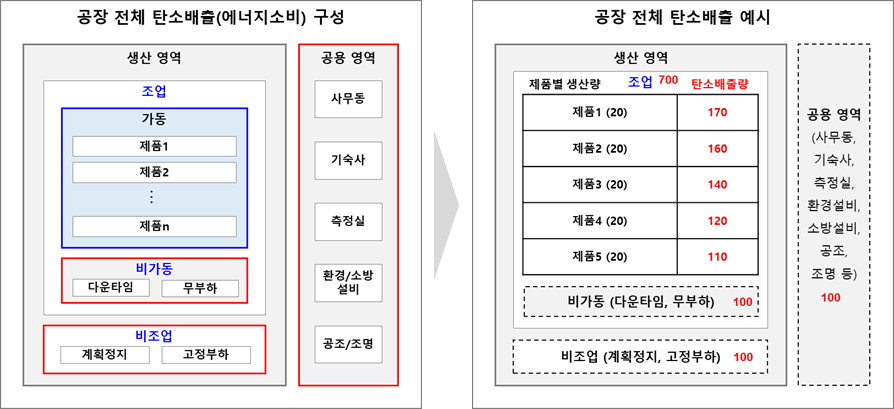 공장 전체 탄소배출(에너지소비) 구성
생산 영역
조업
가동
제품1
제품2
⋮
제품n
비가동
다운타임
무부하
비조업
계획정지
고정부하
공용 영역
사무동
기숙사
측정실
환경/소방
설비
공조/조명
공장 전체 탄소배출 예시
생산 영역
제품별 생산량 조업 700 탄소배출량
제품1 (20) 170
제품2 (20) 160
제품3 (20) 140
제품4 (20) 120
제품5 (20) 110
비가동 (다운타임, 무부하) 100
비조업 (계획정지, 고정부하) 100
공용 영역
(사무동,
기숙사,
측정실,
환경설비,
소방설비,
공조,
조명 등)
100